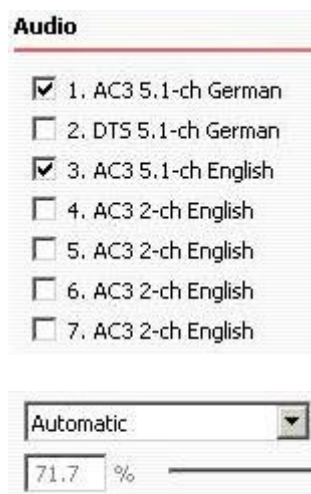 Audio
1. AC3 5.1-ch German
2. DTS 5.1-ch German
3. AC3 5.1-ch English
4. AC3 2-ch English
5. AC3 2-ch English
6. AC3 2-ch English
7. AC3 2-ch English
Automatic
71.7 %